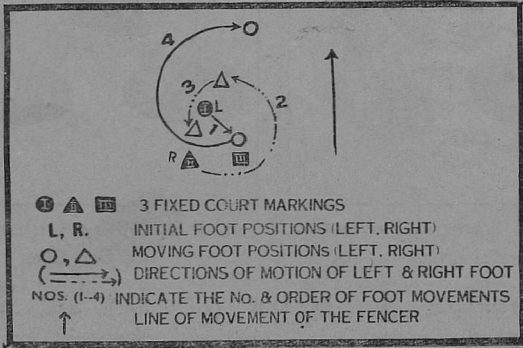 4
3
2
I L
1
R II III
I II III 3 FIXED COURT MARKINGS
L, R. INITIAL FOOT POSITIONS (LEFT, RIGHT)
MOVING FOOT POSITIONS (LEFT, RIGHT)
DIRECTIONS OF MOTION OF LEFT & RIGHT FOOT
NOS. (1-4) INDICATE THE No. & ORDER OF FOOT MOVEMENTS
LINE OF MOVEMENT OF THE FENCER